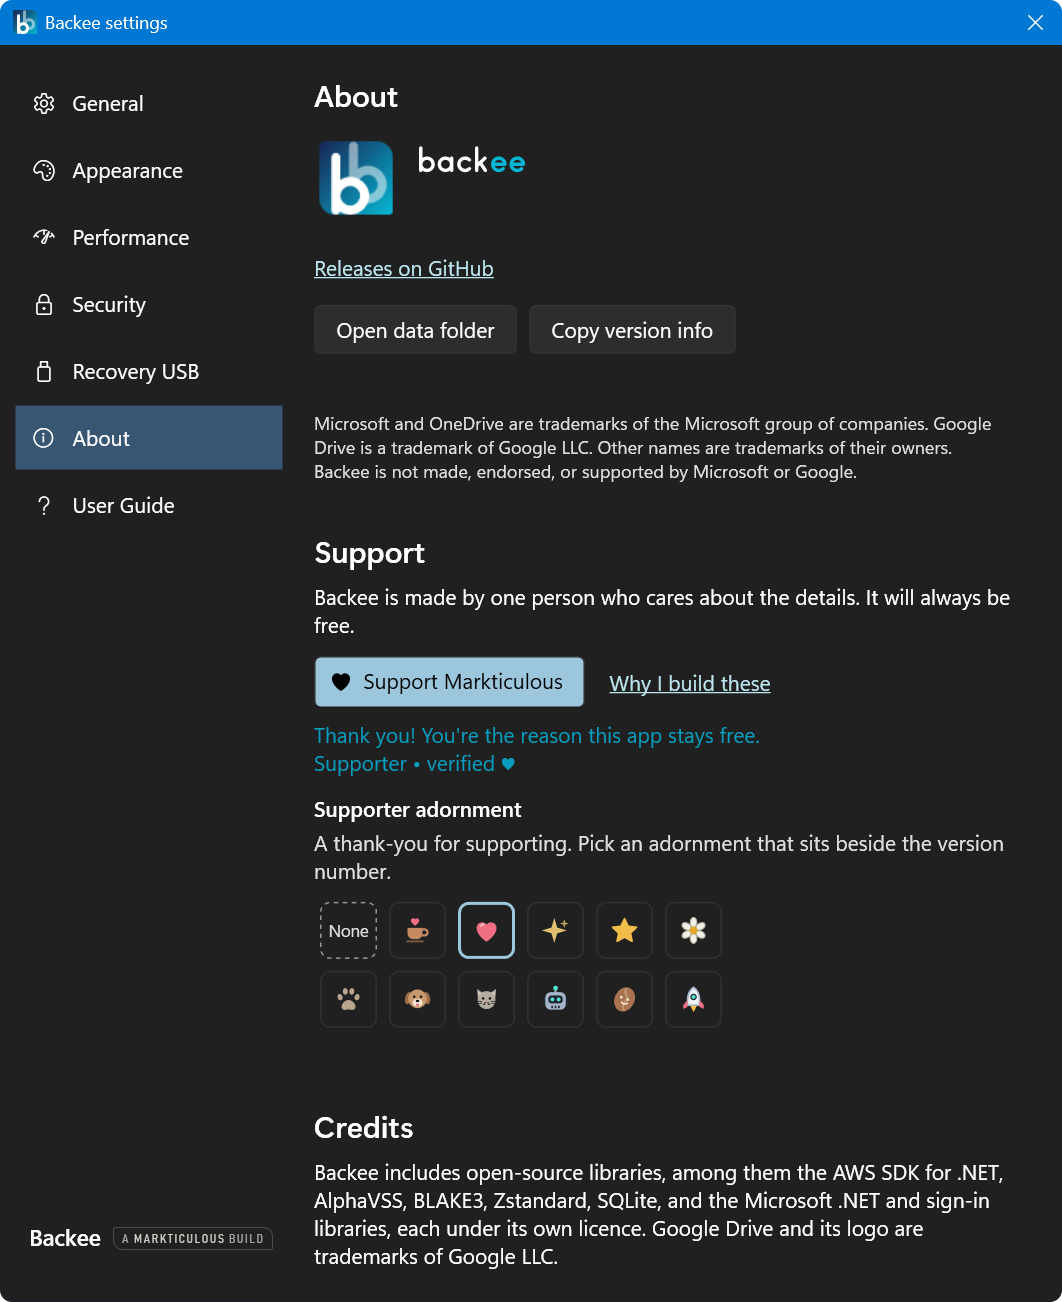 Backee settings
General
Appearance
Performance
Security
Recovery USB
About
User Guide
About
backee
Releases on GitHub
Open data folder
Copy version info
Microsoft and OneDrive are trademarks of the Microsoft group of companies. Google
Drive is a trademark of Google LLC. Other names are trademarks of their owners.
Backee is not made, endorsed, or supported by Microsoft or Google.
Support
Backee is made by one person who cares about the details. It will always be
free.
Support Markticulous
Why I build these
Thank you! You're the reason this app stays free.
Supporter • verified ♥
Supporter adornment
A thank-you for supporting. Pick an adornment that sits beside the version
number.
None
Credits
Backee includes open-source libraries, among them the AWS SDK for .NET,
AlphaVSS, BLAKE3, Zstandard, SQLite, and the Microsoft .NET and sign-in
libraries, each under its own licence. Google Drive and its logo are
trademarks of Google LLC.
Backee
A MARKTICULOUS BUILD